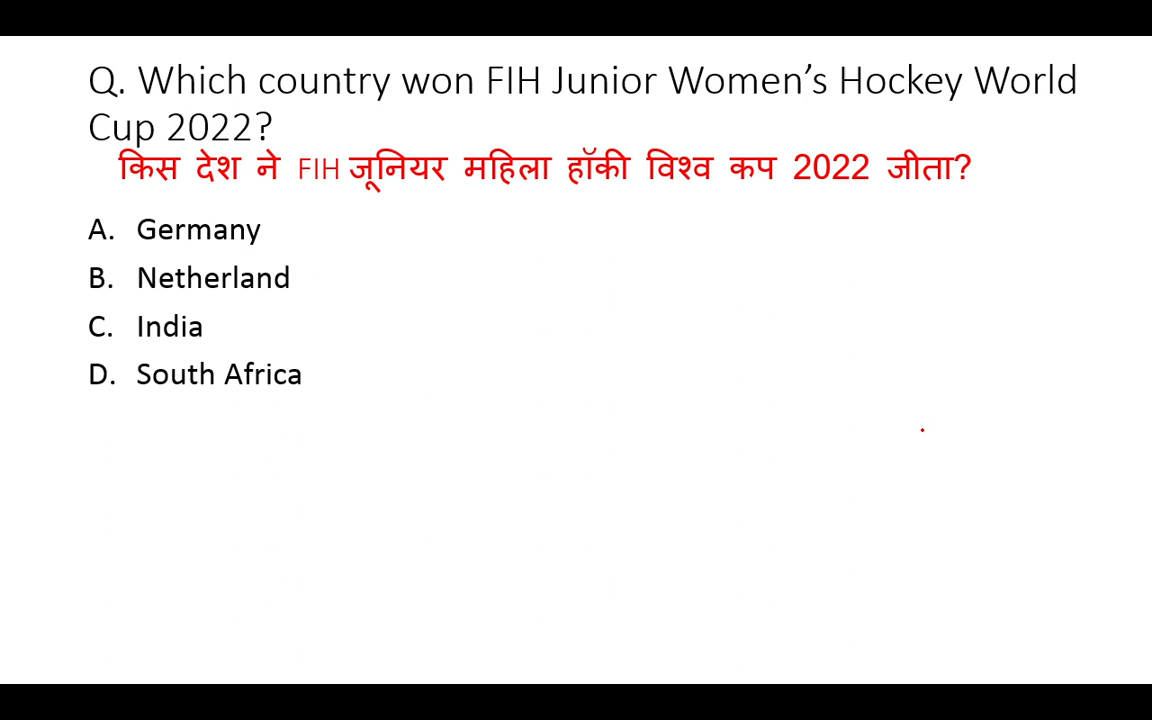 Q. Which country won FIH Junior Women’s Hockey World
Cup 2022?
किस देश ने FIH जूनियर महिला हॉकी विश्व कप 2022 जीता?
A. Germany
B. Netherland
C. India
D. South Africa